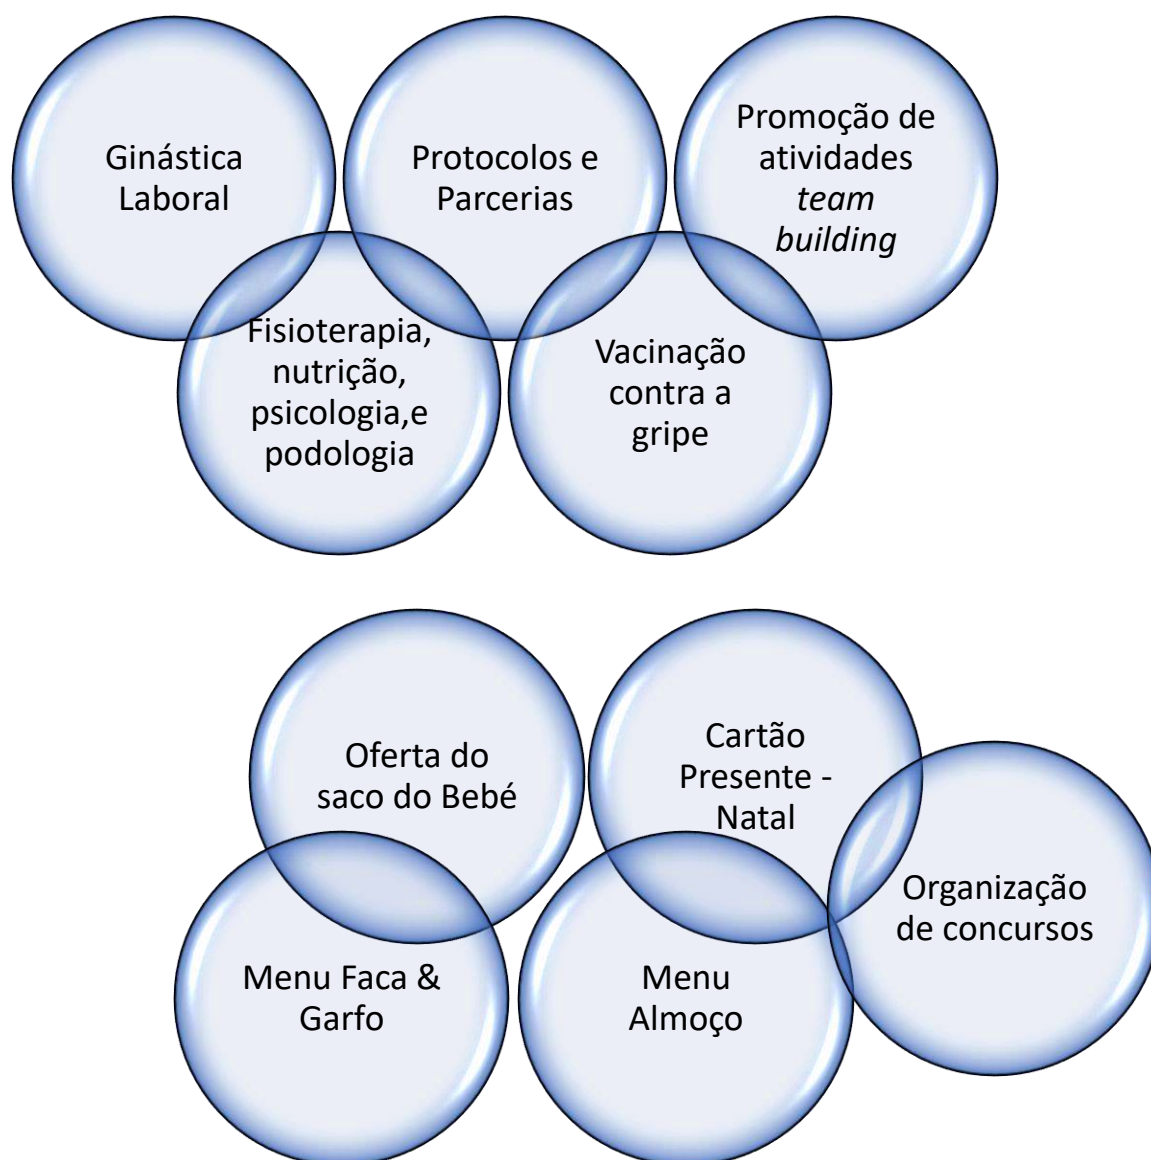 Ginástica
Laboral
Protocolos e
Parcerias
Promoção de
atividades
team
building
Fisioterapia,
nutrição,
psicologia,e
podologia
Vacinação
contra a
gripe
Oferta do
saco do Bebé
Cartão
Presente -
Natal
Organização
de concursos
Menu Faca &
Garfo
Menu
Almoço